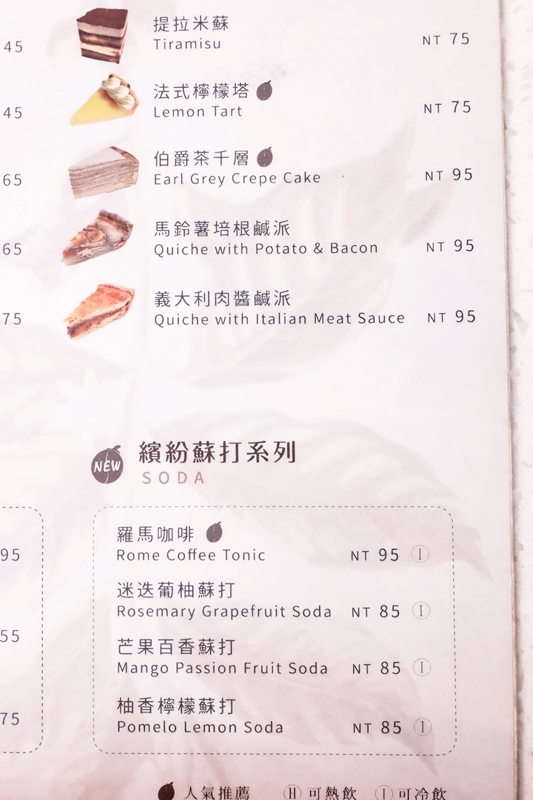 提拉米蘇
Tiramisu
NT 75
45
法式檸檬塔
Lemon Tart
NT 75
45
伯爵茶千層
Earl Grey Crepe Cake
NT 95
65
馬鈴薯培根鹹派
Quiche with Potato & Bacon
NT 95
65
義大利肉醬鹹派
Quiche with Italian Meat Sauce
NT 95
75
NEW
繽紛蘇打系列
SODA
羅馬咖啡
Rome Coffee Tonic
NT 95 Ⓘ
95
迷迭葡柚蘇打
Rosemary Grapefruit Soda
NT 85 Ⓘ
55
芒果百香蘇打
Mango Passion Fruit Soda
NT 85 Ⓘ
柚香檸檬蘇打
Pomelo Lemon Soda
NT 85 Ⓘ
75
人氣推薦 Ⓗ可熱飲 Ⓘ可冷飲